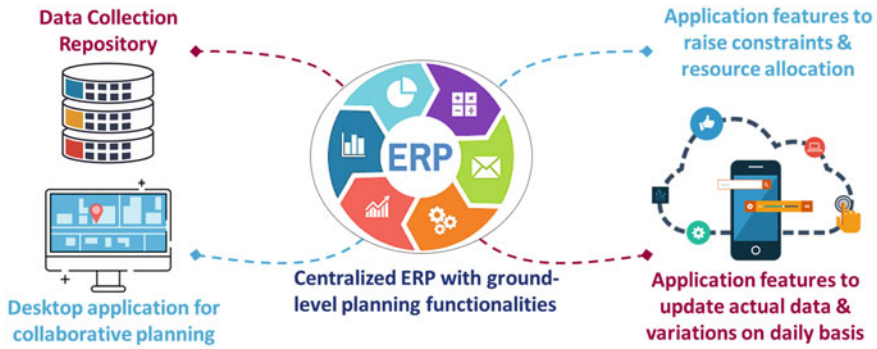 Data Collection
Repository
Application features to
raise constraints &
resource allocation
ERP
Desktop application for
collaborative planning
Centralized ERP with ground-
level planning functionalities
Application features to
update actual data &
variations on daily basis